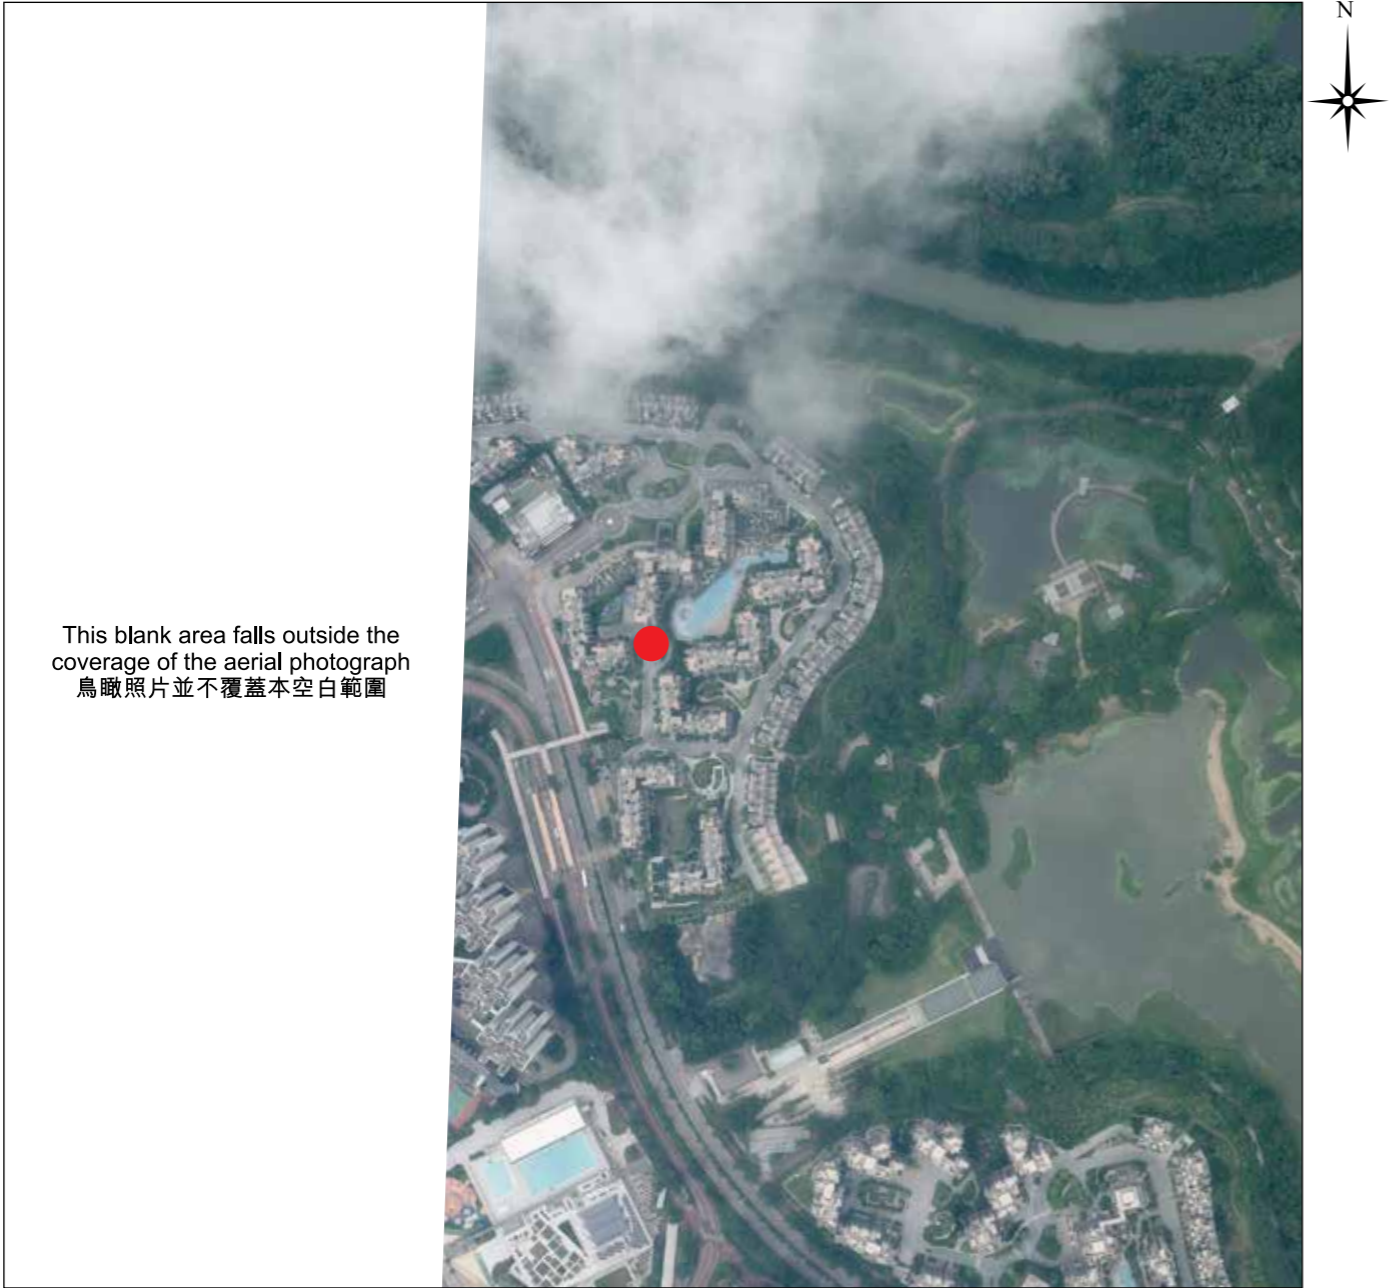 N
This blank area falls outside the
coverage of the aerial photograph
鳥瞰照片並不覆蓋本空白範圍